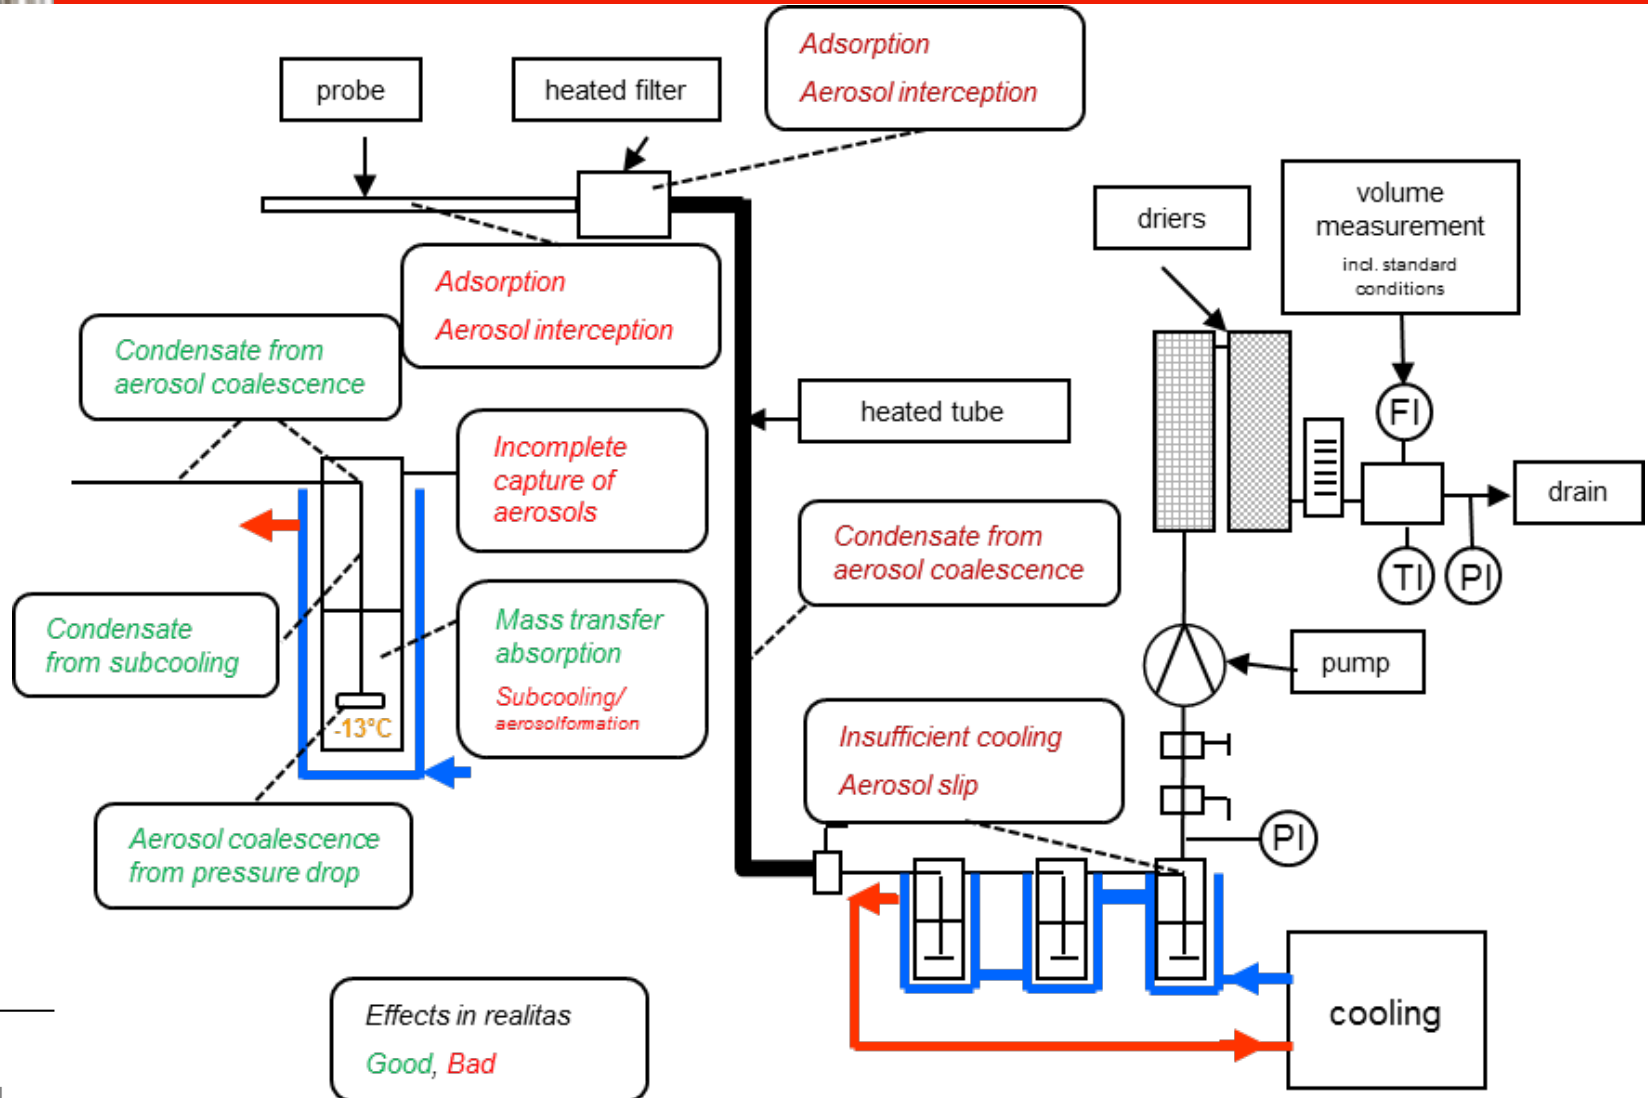 Adsorption
Aerosol interception
probe
heated filter
driers
volume
measurement
incl. standard
conditions
Adsorption
Aerosol interception
Condensate from
aerosol coalescence
heated tube
FI
Incomplete
capture of
aerosols
drain
Condensate from
aerosol coalescence
TI
PI
Condensate
from subcooling
Mass transfer
absorption
Subcooling/
aerosolformation
pump
-13°C
Insufficient cooling
Aerosol slip
Aerosol coalescence
from pressure drop
PI
cooling
Effects in realitas
Good, Bad